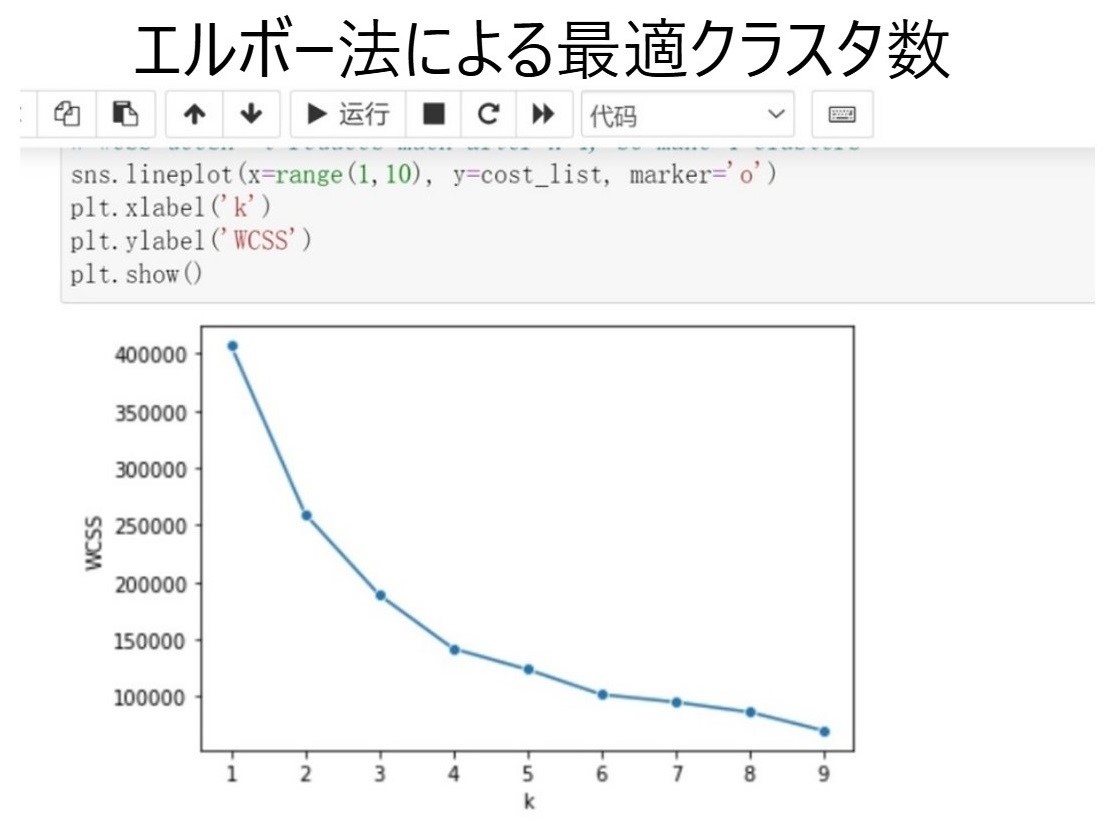 エルボー法による最適クラスタ数
运行
代码
sns.lineplot(x=range(1,10), y=cost_list, marker='o')
plt.xlabel('k')
plt.ylabel('WCSS')
plt.show()
400000
350000
300000
250000
200000
150000
100000
WCSS
1 2 3 4 5 6 7 8 9
k